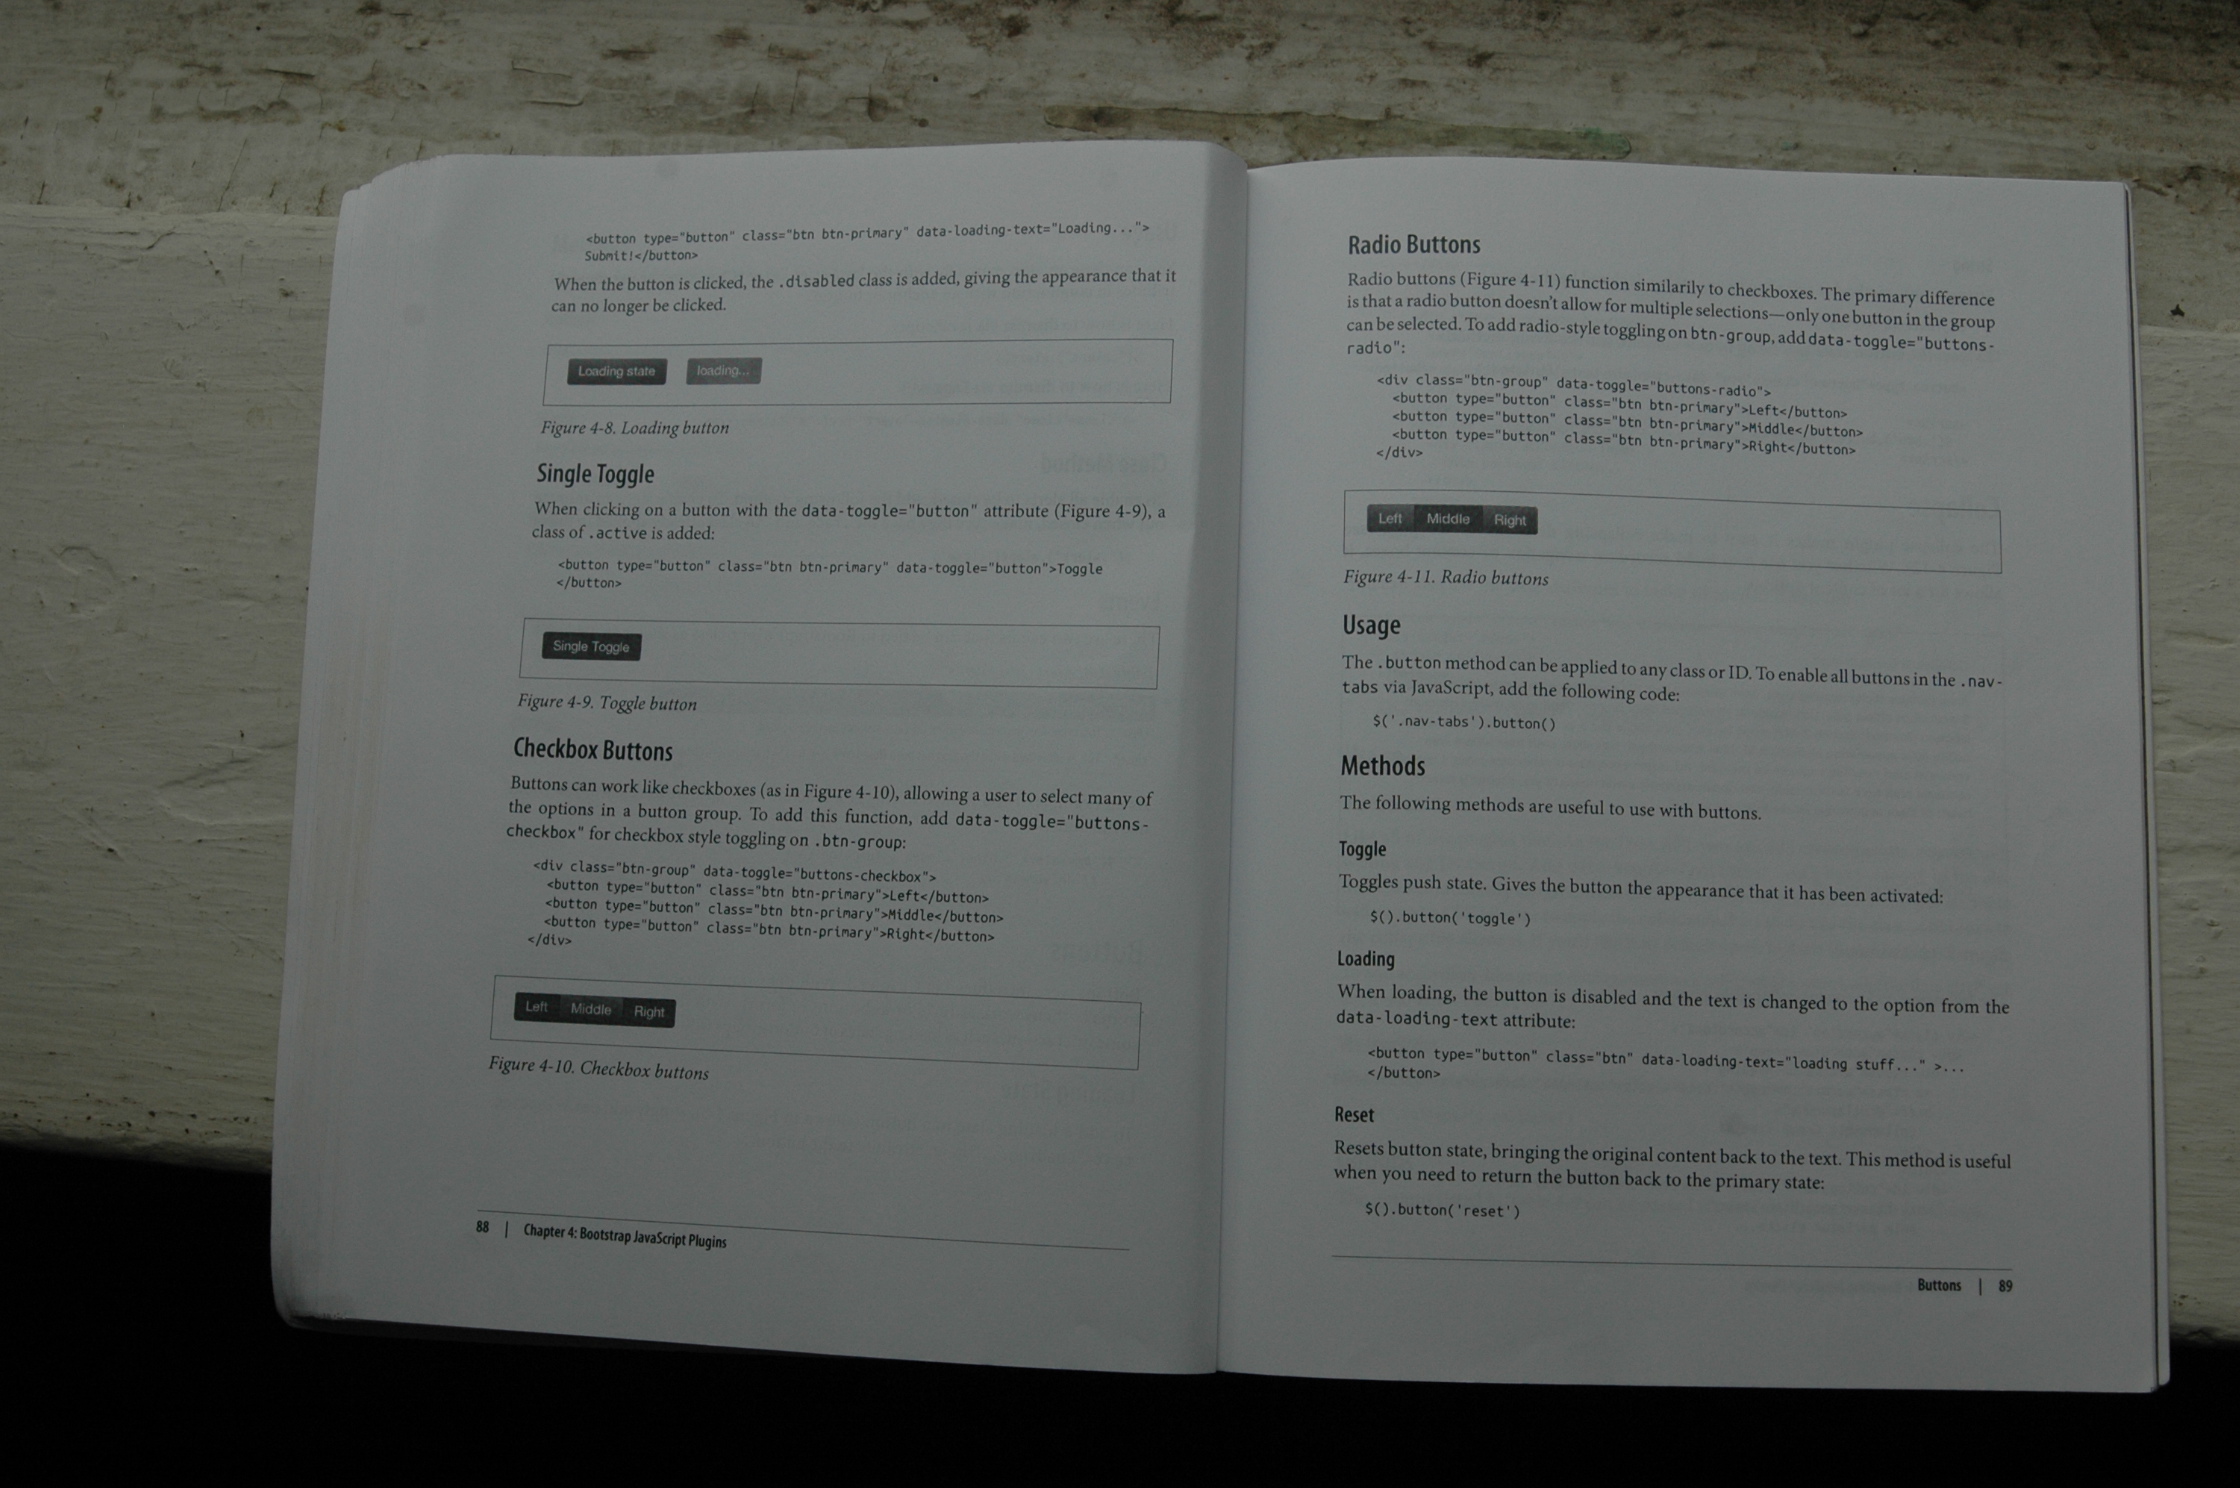 <button type="button" class="btn btn-primary" data-loading-text="Loading...">
Submit!</button>
When the button is clicked, the .disabled class is added, giving the appearance that it
can no longer be clicked.
Loading state loading...
Figure 4-8. Loading button
Single Toggle
When clicking on a button with the data-toggle="button" attribute (Figure 4-9), a
class of .active is added:
<button type="button" class="btn btn-primary" data-toggle="button">Toggle
</button>
Single Toggle
Figure 4-9. Toggle button
Checkbox Buttons
Buttons can work like checkboxes (as in Figure 4-10), allowing a user to select many of
the options in a button group. To add this function, add data-toggle="buttons-
checkbox" for checkbox style toggling on .btn-group:
<div class="btn-group" data-toggle="buttons-checkbox">
<button type="button" class="btn btn-primary">Left</button>
<button type="button" class="btn btn-primary">Middle</button>
<button type="button" class="btn btn-primary">Right</button>
</div>
Left Middle Right
Figure 4-10. Checkbox buttons
88 | Chapter 4: Bootstrap JavaScript Plugins
Radio Buttons
Radio buttons (Figure 4-11) function similarily to checkboxes. The primary difference
is that a radio button doesn't allow for multiple selections—only one button in the group
can be selected. To add radio-style toggling on btn-group, add data-toggle="buttons-
radio":
<div class="btn-group" data-toggle="buttons-radio">
<button type="button" class="btn btn-primary">Left</button>
<button type="button" class="btn btn-primary">Middle</button>
<button type="button" class="btn btn-primary">Right</button>
</div>
Left Middle Right
Figure 4-11. Radio buttons
Usage
The .button method can be applied to any class or ID. To enable all buttons in the .nav-
tabs via JavaScript, add the following code:
$('.nav-tabs').button()
Methods
The following methods are useful to use with buttons.
Toggle
Toggles push state. Gives the button the appearance that it has been activated:
$().button('toggle')
Loading
When loading, the button is disabled and the text is changed to the option from the
data-loading-text attribute:
<button type="button" class="btn" data-loading-text="loading stuff..." >...
</button>
Reset
Resets button state, bringing the original content back to the text. This method is useful
when you need to return the button back to the primary state:
$().button('reset')
Buttons | 89